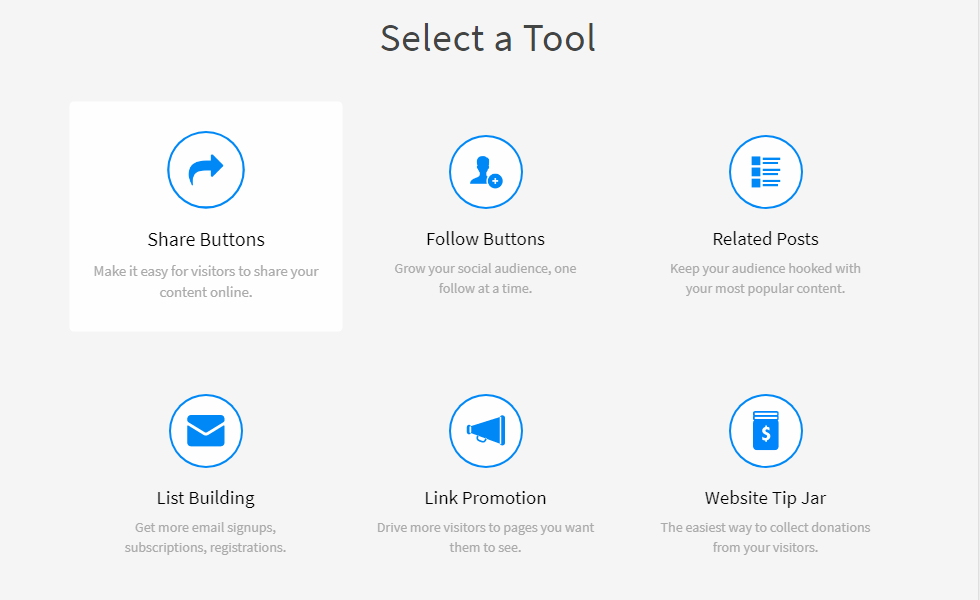 Select a Tool
Share Buttons
Make it easy for visitors to share your
content online.
Follow Buttons
Grow your social audience, one
follow at a time.
Related Posts
Keep your audience hooked with
your most popular content.
List Building
Get more email signups,
subscriptions, registrations.
Link Promotion
Drive more visitors to pages you want
them to see.
$
Website Tip Jar
The easiest way to collect donations
from your visitors.